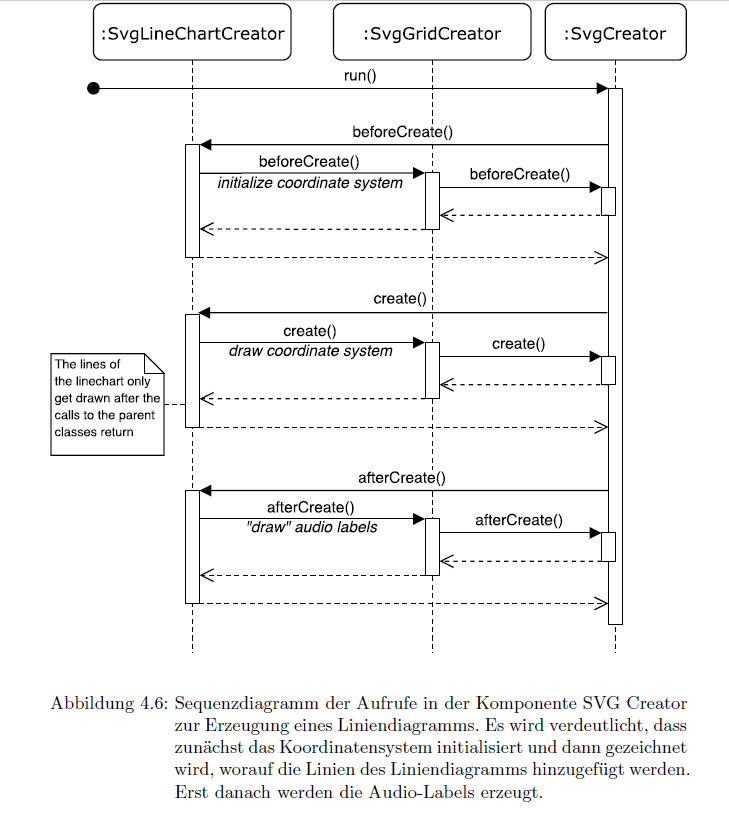 :SvgLineChartCreator
:SvgGridCreator
:SvgCreator
run()
beforeCreate()
beforeCreate()
initialize coordinate system
beforeCreate()
create()
create()
draw coordinate system
create()
The lines of
the linechart only
get drawn after the
calls to the parent
classes return
afterCreate()
afterCreate()
"draw" audio labels
afterCreate()
Abbildung 4.6: Sequenzdiagramm der Aufrufe in der Komponente SVG Creator
zur Erzeugung eines Liniendiagramms. Es wird verdeutlicht, dass
zunächst das Koordinatensystem initialisiert und dann gezeichnet
wird, worauf die Linien des Liniendiagramms hinzugefügt werden.
Erst danach werden die Audio-Labels erzeugt.